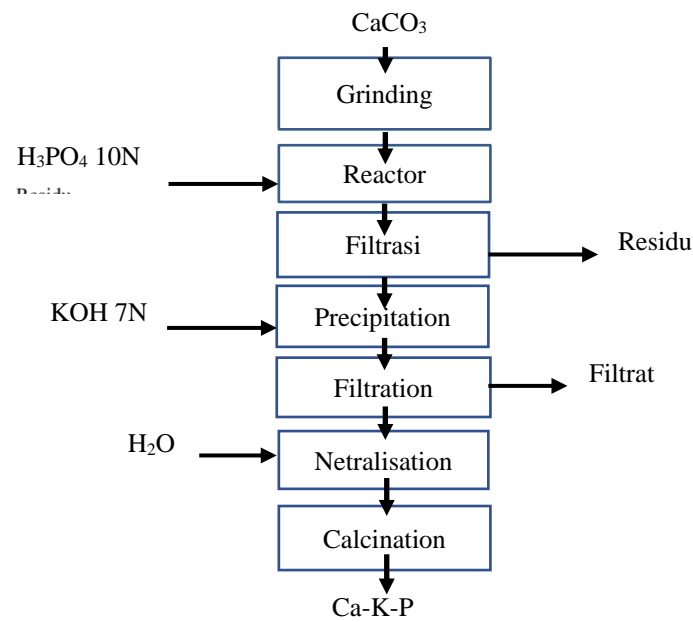 CaCO₃
Grinding
H₃PO₄ 10N
Reactor
Filtrasi
Residu
KOH 7N
Precipitation
Filtration
Filtrat
H₂O
Netralisation
Calcination
Ca-K-P